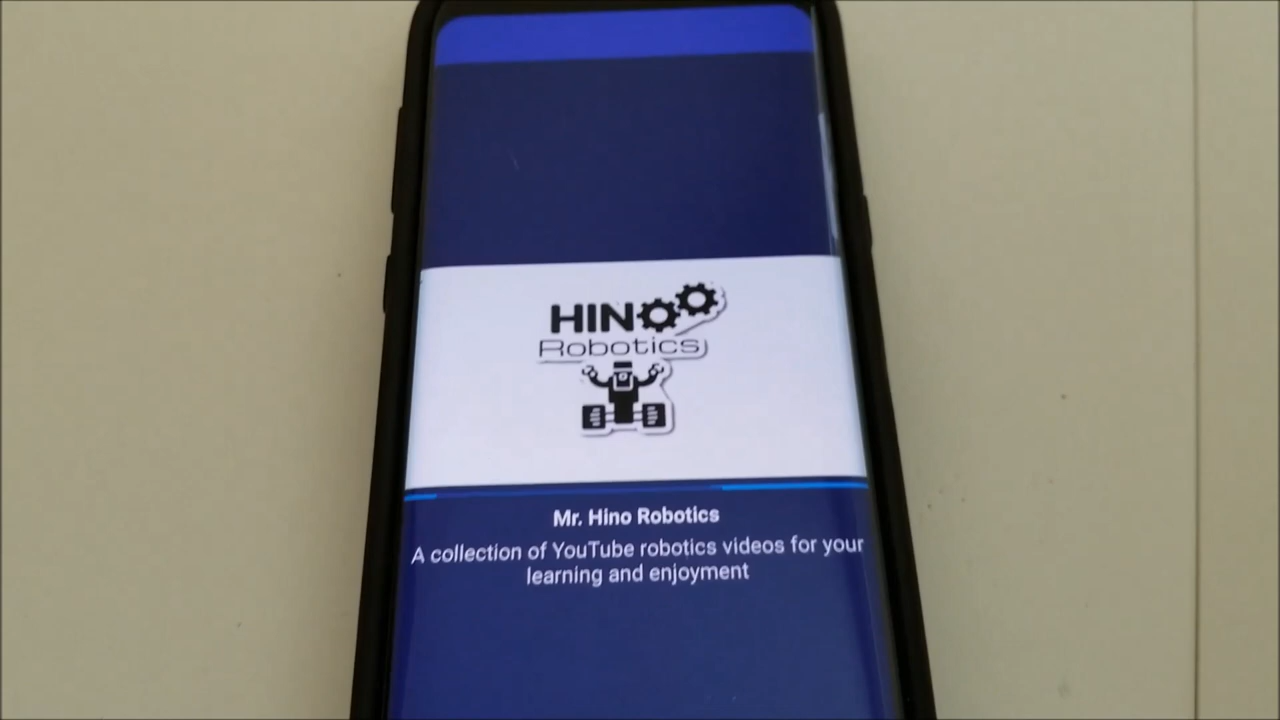 HINO
Robotics
Mr. Hino Robotics
A collection of YouTube robotics videos for your
learning and enjoyment